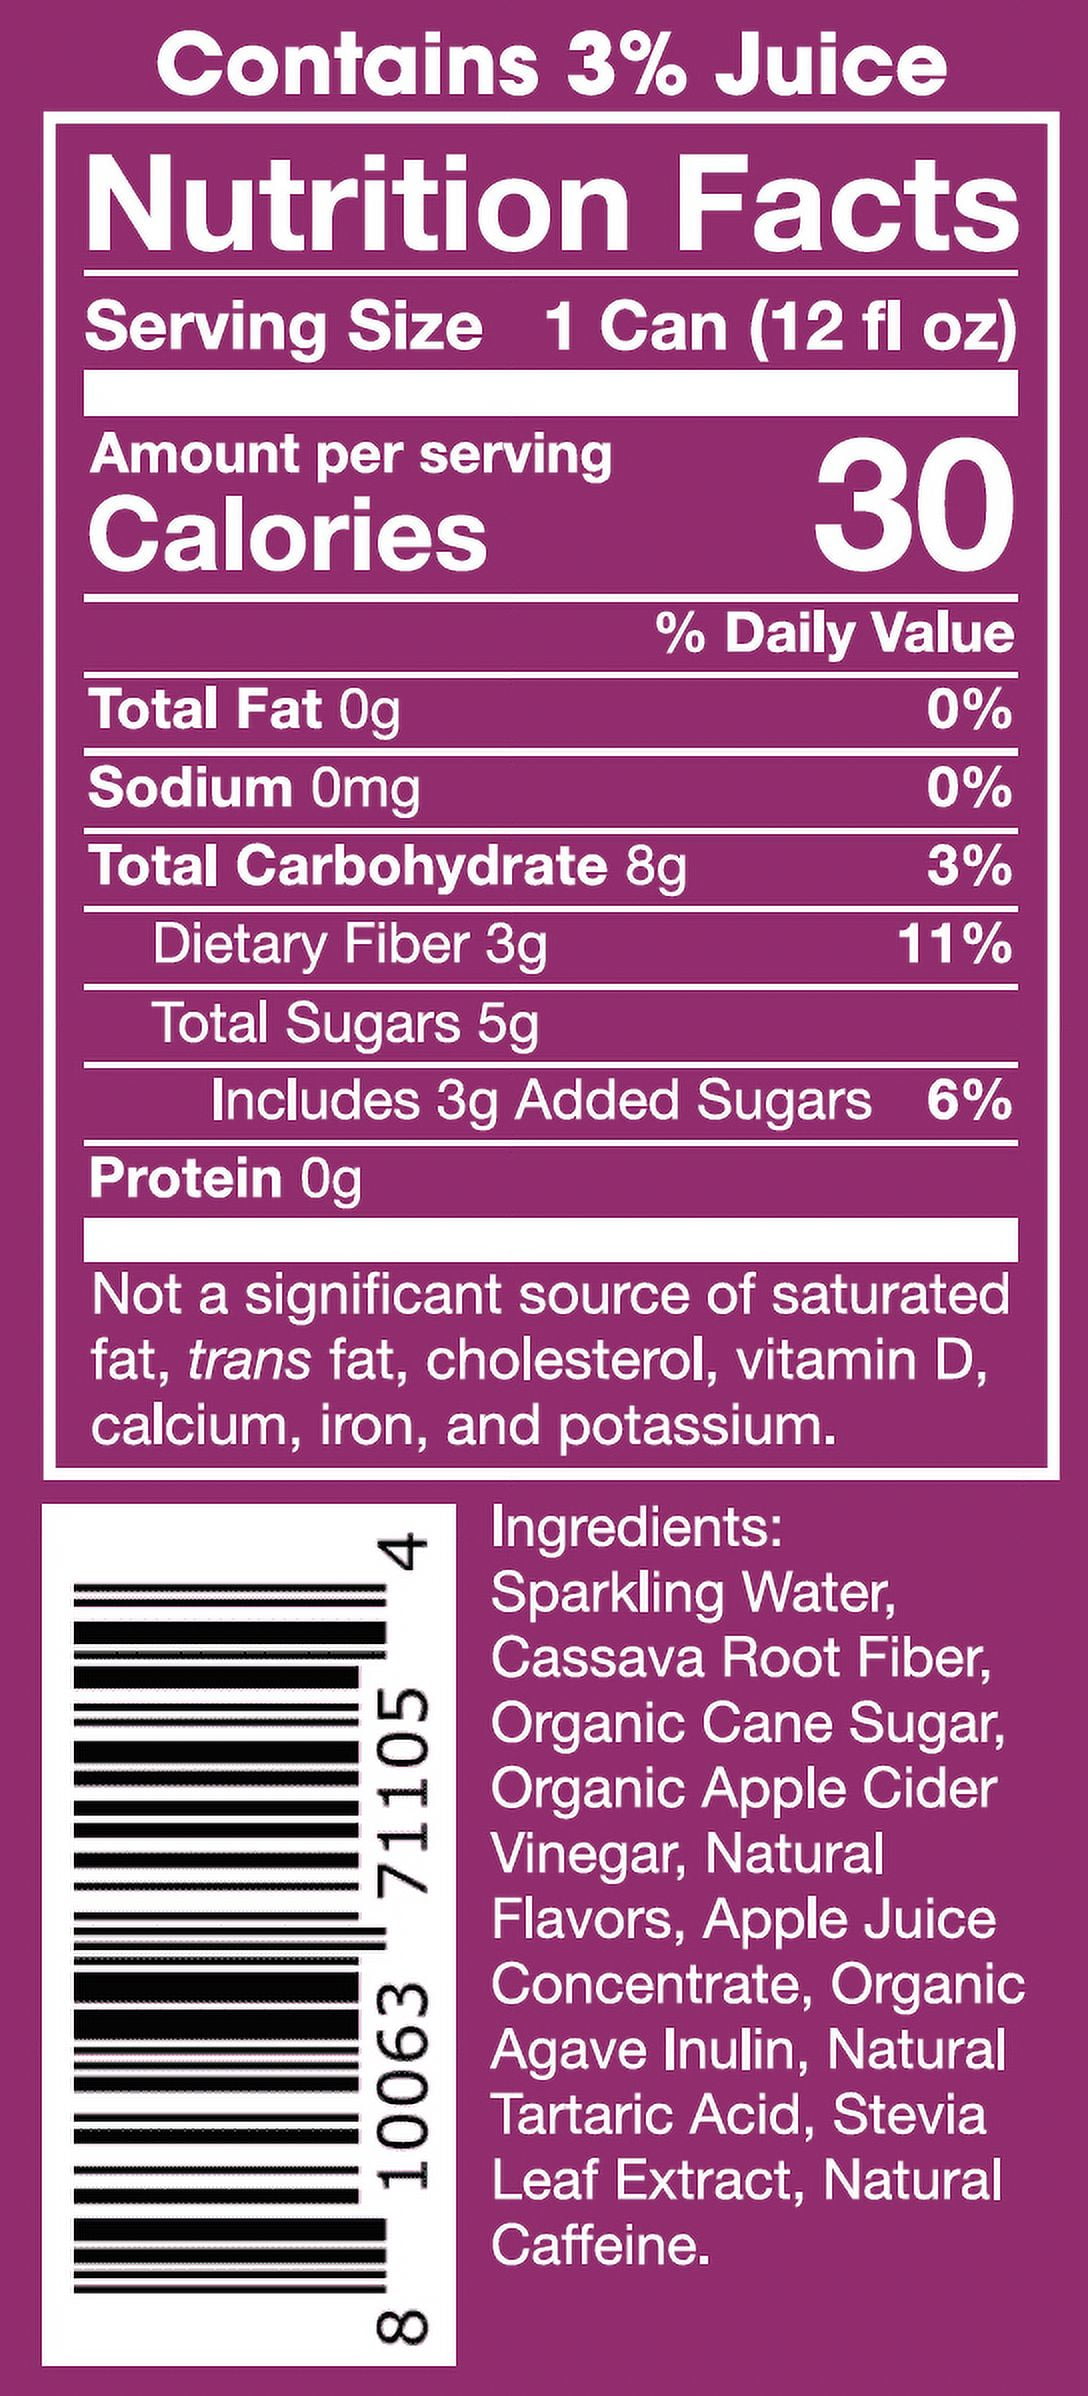 Contains 3% Juice
Nutrition Facts
Serving Size 1 Can (12 fl oz)
Amount per serving
Calories 30
% Daily Value
Total Fat 0g 0%
Sodium 0mg 0%
Total Carbohydrate 8g 3%
Dietary Fiber 3g 11%
Total Sugars 5g
Includes 3g Added Sugars 6%
Protein 0g
Not a significant source of saturated
fat, trans fat, cholesterol, vitamin D,
calcium, iron, and potassium.
8 10063 71105 4
Ingredients:
Sparkling Water,
Cassava Root Fiber,
Organic Cane Sugar,
Organic Apple Cider
Vinegar, Natural
Flavors, Apple Juice
Concentrate, Organic
Agave Inulin, Natural
Tartaric Acid, Stevia
Leaf Extract, Natural
Caffeine.